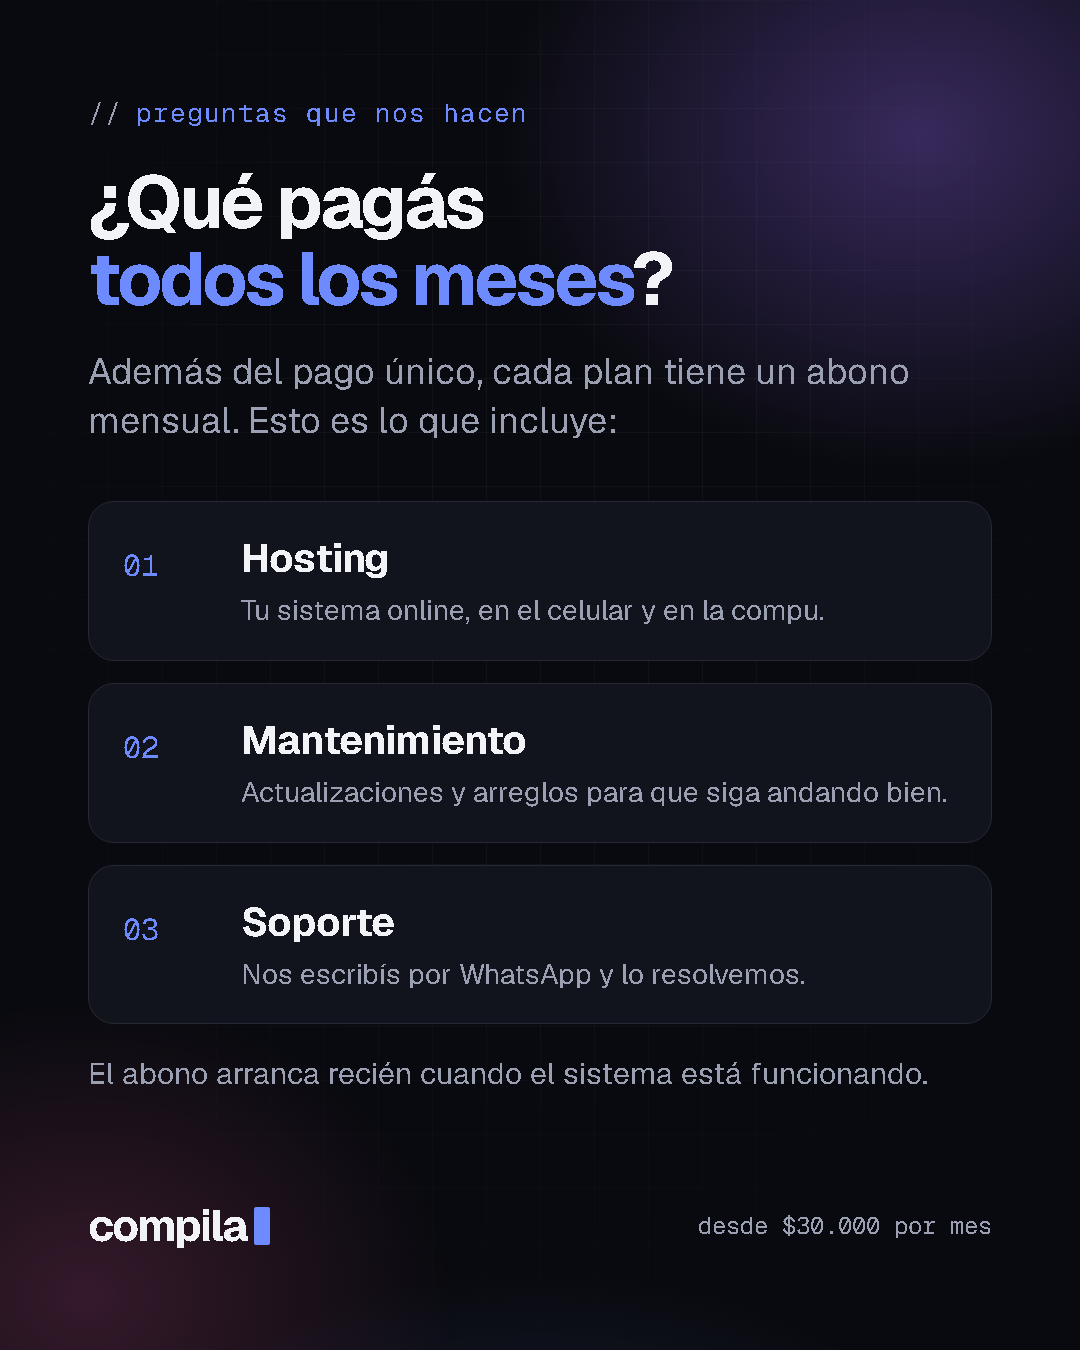 // preguntas que nos hacen
¿Qué pagás
todos los meses?
Además del pago único, cada plan tiene un abono
mensual. Esto es lo que incluye:
01
Hosting
Tu sistema online, en el celular y en la compu.
02
Mantenimiento
Actualizaciones y arreglos para que siga andando bien.
03
Soporte
Nos escribís por WhatsApp y lo resolvemos.
El abono arranca recién cuando el sistema está funcionando.
compila
desde $30.000 por mes